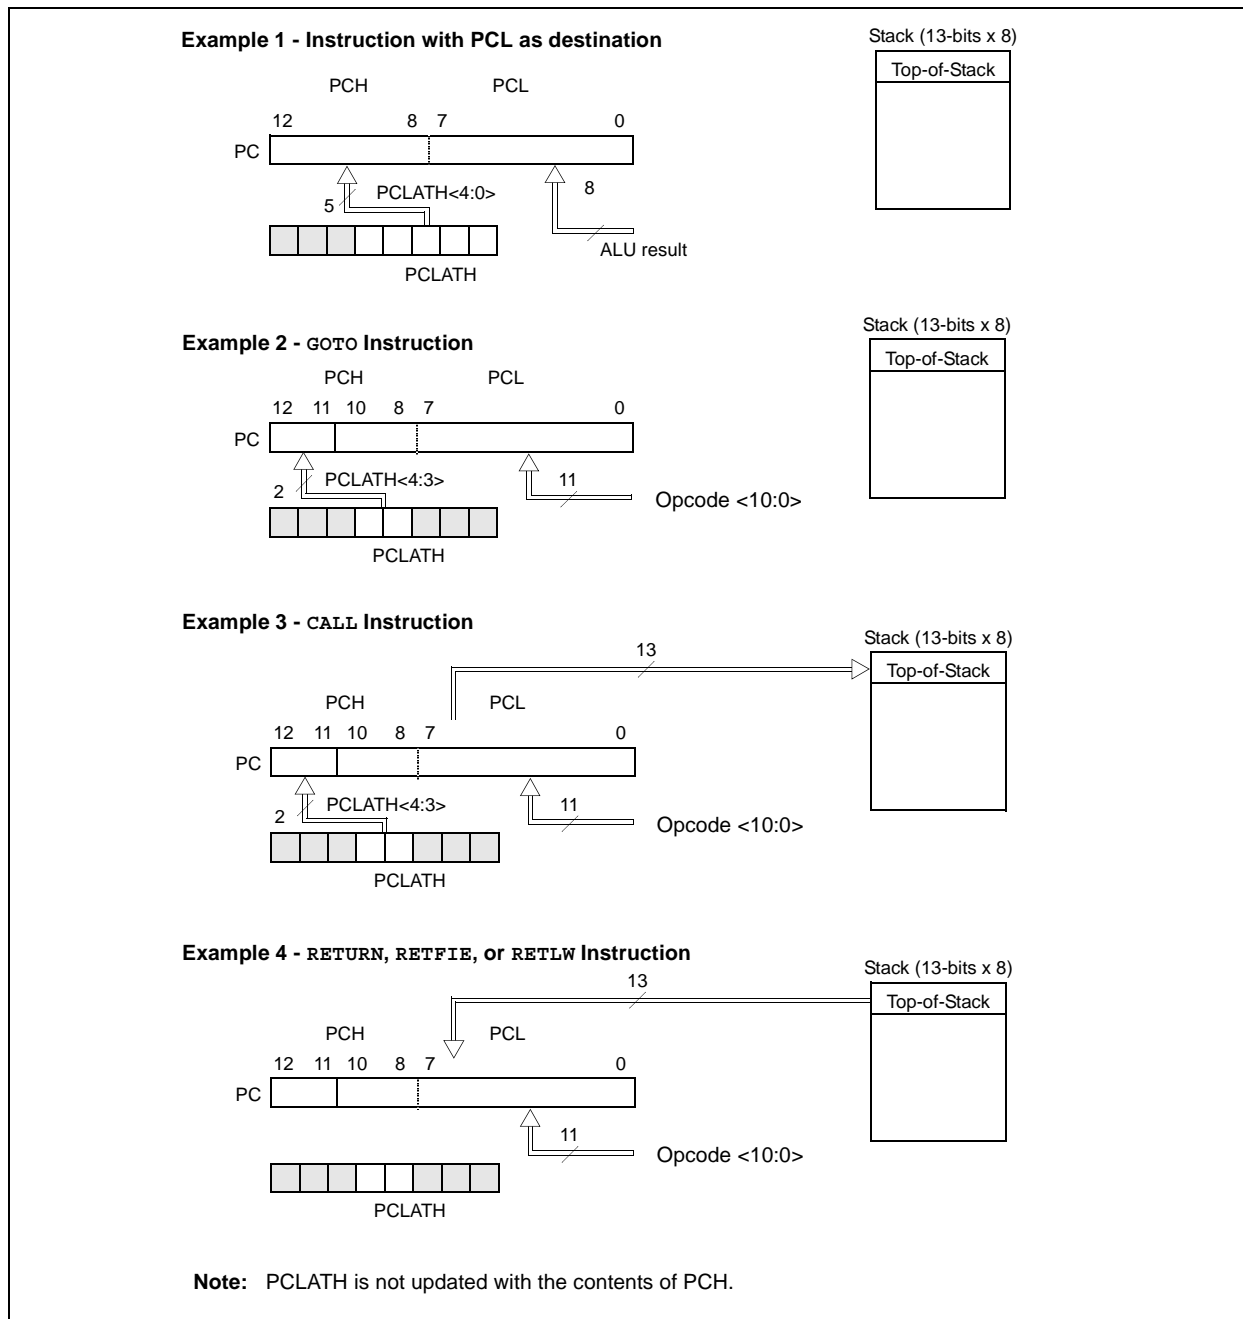 Example 1 - Instruction with PCL as destination
Stack (13-bits x 8)
Top-of-Stack
PCH PCL
12 8 7 0
PC
5 PCLATH<4:0> 8
ALU result
PCLATH
Example 2 - GOTO Instruction
Stack (13-bits x 8)
Top-of-Stack
PCH PCL
12 11 10 8 7 0
PC
2 PCLATH<4:3> 11
Opcode <10:0>
PCLATH
Example 3 - CALL Instruction
Stack (13-bits x 8)
13
Top-of-Stack
PCH PCL
12 11 10 8 7 0
PC
2 PCLATH<4:3> 11
Opcode <10:0>
PCLATH
Example 4 - RETURN, RETFIE, or RETLW Instruction
Stack (13-bits x 8)
13
Top-of-Stack
PCH PCL
12 11 10 8 7 0
PC
11
Opcode <10:0>
PCLATH
Note: PCLATH is not updated with the contents of PCH.